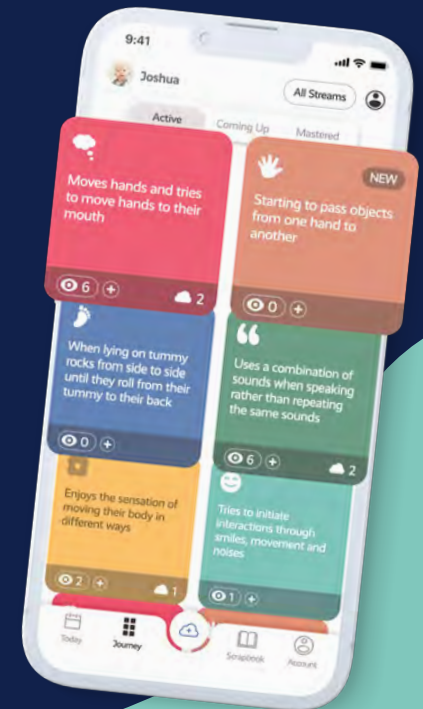 9:41
Joshua
All Streams
Active
Coming Up
Mastered
Moves hands and tries
to move hands to their
mouth
6
2
NEW
Starting to pass objects
from one hand to
another
0
When lying on tummy
rocks from side to side
until they roll from their
tummy to their back
0
Uses a combination of
sounds when speaking
rather than repeating
the same sounds
6
2
Enjoys the sensation of
moving their body in
different ways
2
1
Tries to initiate
interactions through
smiles, movement and
noises
1
Today
Journey
Scrapbook
Account